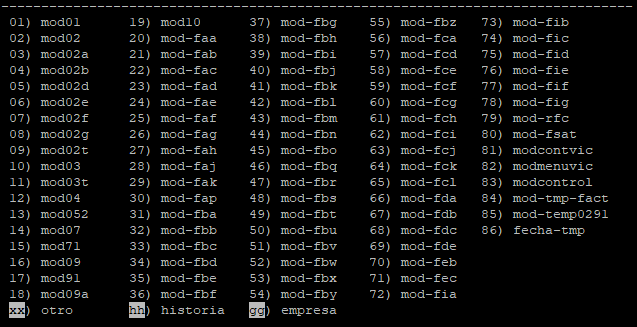 01) mod01 19) mod10 37) mod-fbg 55) mod-fbz 73) mod-fib
02) mod02 20) mod-faa 38) mod-fbh 56) mod-fca 74) mod-fic
03) mod02a 21) mod-fab 39) mod-fbi 57) mod-fcd 75) mod-fid
04) mod02b 22) mod-fac 40) mod-fbj 58) mod-fce 76) mod-fie
05) mod02d 23) mod-fad 41) mod-fbk 59) mod-fcf 77) mod-fif
06) mod02e 24) mod-fae 42) mod-fbl 60) mod-fcg 78) mod-fig
07) mod02f 25) mod-faf 43) mod-fbm 61) mod-fch 79) mod-rfc
08) mod02g 26) mod-fag 44) mod-fbn 62) mod-fci 80) mod-fsat
09) mod02t 27) mod-fah 45) mod-fbo 63) mod-fcj 81) modcontvic
10) mod03 28) mod-faj 46) mod-fbq 64) mod-fck 82) modmenuvic
11) mod03t 29) mod-fak 47) mod-fbr 65) mod-fcl 83) modcontrol
12) mod04 30) mod-fap 48) mod-fbs 66) mod-fda 84) mod-tmp-fact
13) mod052 31) mod-fba 49) mod-fbt 67) mod-fdb 85) mod-temp0291
14) mod07 32) mod-fbb 50) mod-fbu 68) mod-fdc 86) fecha-tmp
15) mod71 33) mod-fbc 51) mod-fbv 69) mod-fde
16) mod09 34) mod-fbd 52) mod-fbw 70) mod-feb
17) mod91 35) mod-fbe 53) mod-fbx 71) mod-fec
18) mod09a 36) mod-fbf 54) mod-fby 72) mod-fia
xx) otro hh) historia gg) empresa